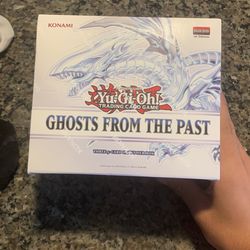 KONAMI
Yu-Gi-Oh!
TRADING CARD GAME
GHOSTS FROM THE PAST